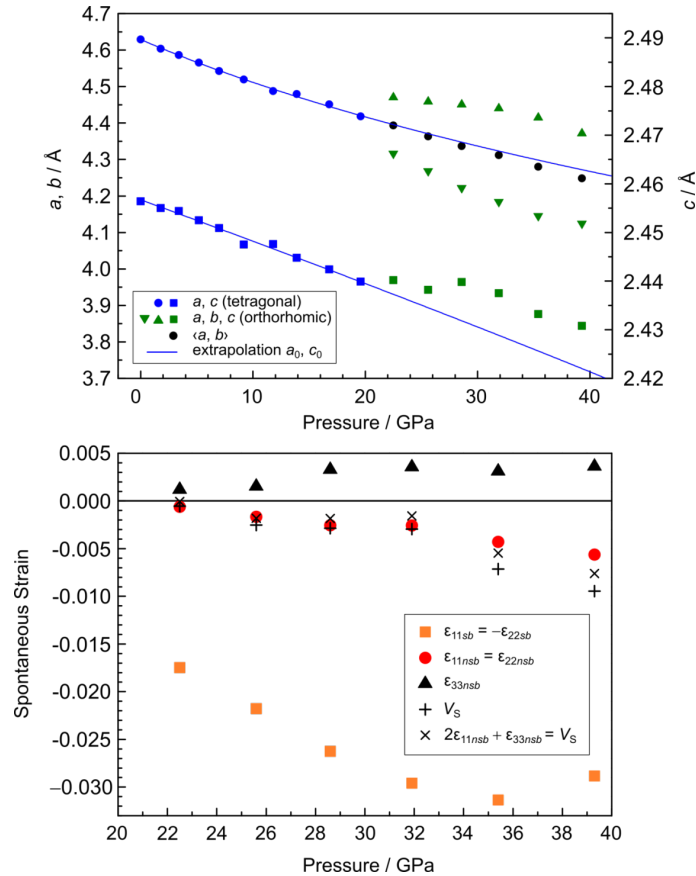 4.7
4.6
4.5
4.4
4.3
4.2
4.1
4.0
3.9
3.8
3.7
a, b / Å
2.49
2.48
2.47
2.46
2.45
2.44
2.43
2.42
c / Å
a, c (tetragonal)
a, b, c (orthorhomic)
‹a, b›
extrapolation a₀, c₀
0 10 20 30 40
Pressure / GPa
0.005
0.000
-0.005
-0.010
-0.015
-0.020
-0.025
−0.030
Spontaneous Strain
ε₁₁sb = −ε₂₂sb
ε₁₁nsb = ε₂₂nsb
ε₃₃nsb
V_S
2ε₁₁nsb + ε₃₃nsb = V_S
20 22 24 26 28 30 32 34 36 38 40
Pressure / GPa